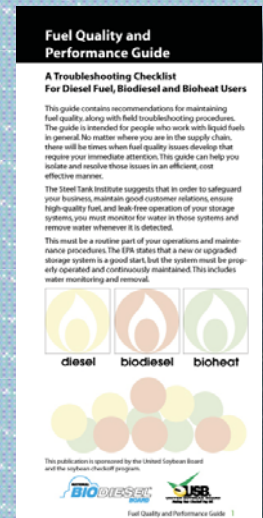 Fuel Quality and
Performance Guide
A Troubleshooting Checklist
For Diesel Fuel, Biodiesel and Bioheat Users
This guide contains recommendations for maintaining
fuel quality, along with field troubleshooting procedures.
The guide is intended for people who work with liquid fuels
in general. No matter where you are in the supply chain,
there will be times when fuel quality issues develop that
require your immediate attention. This guide can help you
isolate and resolve those issues in an efficient, cost
effective manner.
The Steel Tank Institute suggests that in order to safeguard
your business, maintain good customer relations, ensure
high-quality fuel, and leak-free operation of your storage
systems, you must monitor for water in those systems and
remove water whenever it is detected.
This must be a routine part of your operations and mainte-
nance procedures. The EPA states that a new or upgraded
storage system is a good start, but the system must be prop-
erly operated and continuously maintained. This includes
water monitoring and removal.
diesel biodiesel bioheat
This publication is sponsored by the United Soybean Board
and the soybean checkoff program.
BIODIESEL
BOARD
USB
Fuel Quality and Performance Guide 1